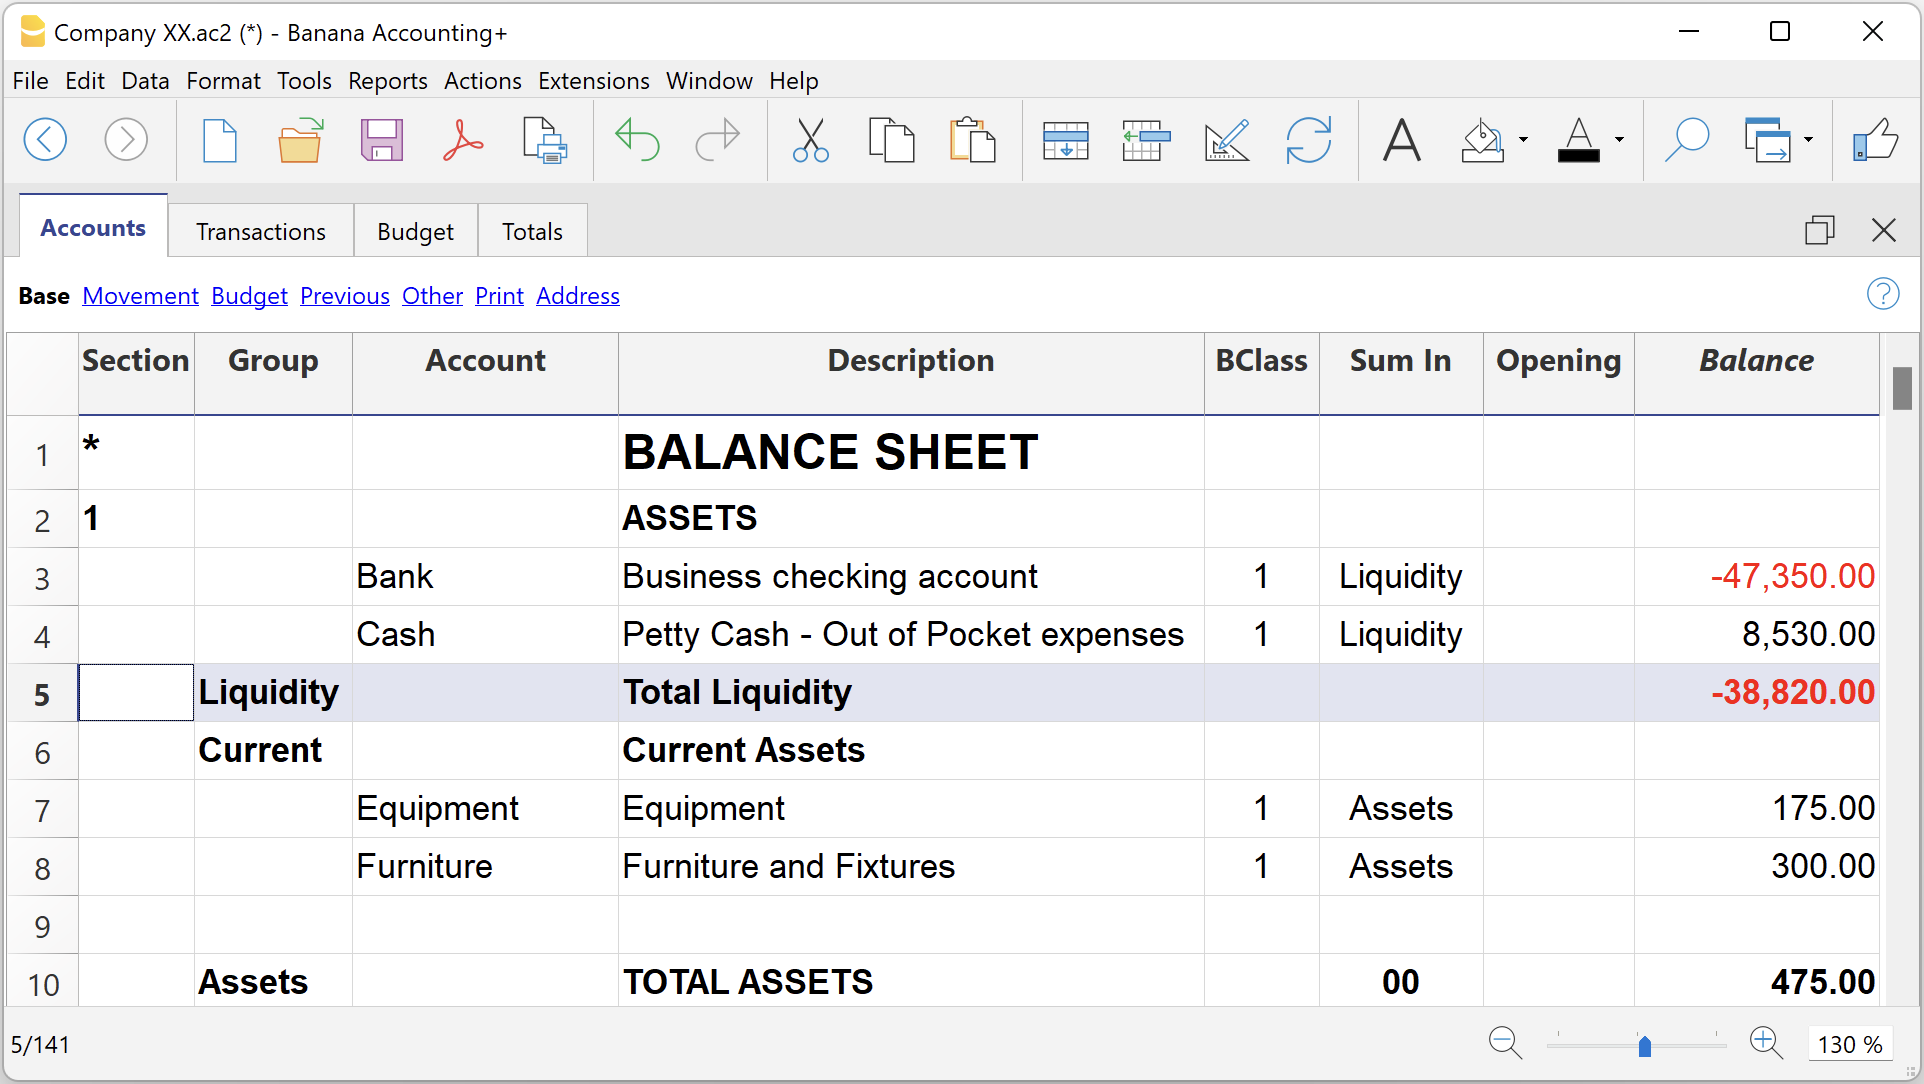 Company XX.ac2 (*) - Banana Accounting+
File Edit Data Format Tools Reports Actions Extensions Window Help
Accounts Transactions Budget Totals
Base Movement Budget Previous Other Print Address
Section Group Account Description BClass Sum In Opening Balance
1 * BALANCE SHEET
2 1 ASSETS
3 Bank Business checking account 1 Liquidity -47,350.00
4 Cash Petty Cash - Out of Pocket expenses 1 Liquidity 8,530.00
5 Liquidity Total Liquidity -38,820.00
6 Current Current Assets
7 Equipment Equipment 1 Assets 175.00
8 Furniture Furniture and Fixtures 1 Assets 300.00
9
10 Assets TOTAL ASSETS 00 475.00
5/141 130 %